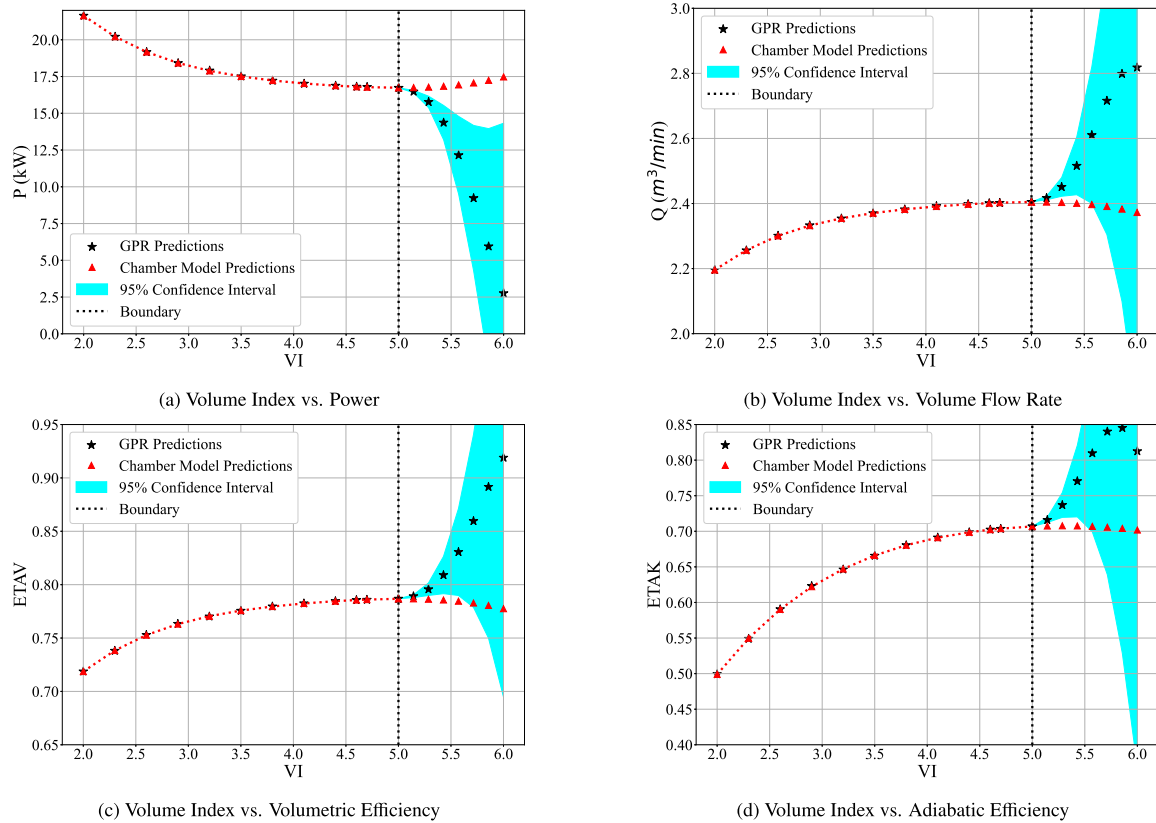 20.0
17.5
15.0
12.5
10.0
7.5
5.0
2.5
0.0
P (kW)
GPR Predictions
Chamber Model Predictions
95% Confidence Interval
Boundary
2.0 2.5 3.0 3.5 4.0 4.5 5.0 5.5 6.0
VI
(a) Volume Index vs. Power
3.0
2.8
2.6
2.4
2.2
2.0
Q (m³/min)
GPR Predictions
Chamber Model Predictions
95% Confidence Interval
Boundary
2.0 2.5 3.0 3.5 4.0 4.5 5.0 5.5 6.0
VI
(b) Volume Index vs. Volume Flow Rate
0.95
0.90
0.85
0.80
0.75
0.70
0.65
ETAV
GPR Predictions
Chamber Model Predictions
95% Confidence Interval
Boundary
2.0 2.5 3.0 3.5 4.0 4.5 5.0 5.5 6.0
VI
(c) Volume Index vs. Volumetric Efficiency
0.85
0.80
0.75
0.70
0.65
0.60
0.55
0.50
0.45
0.40
ETAK
GPR Predictions
Chamber Model Predictions
95% Confidence Interval
Boundary
2.0 2.5 3.0 3.5 4.0 4.5 5.0 5.5 6.0
VI
(d) Volume Index vs. Adiabatic Efficiency